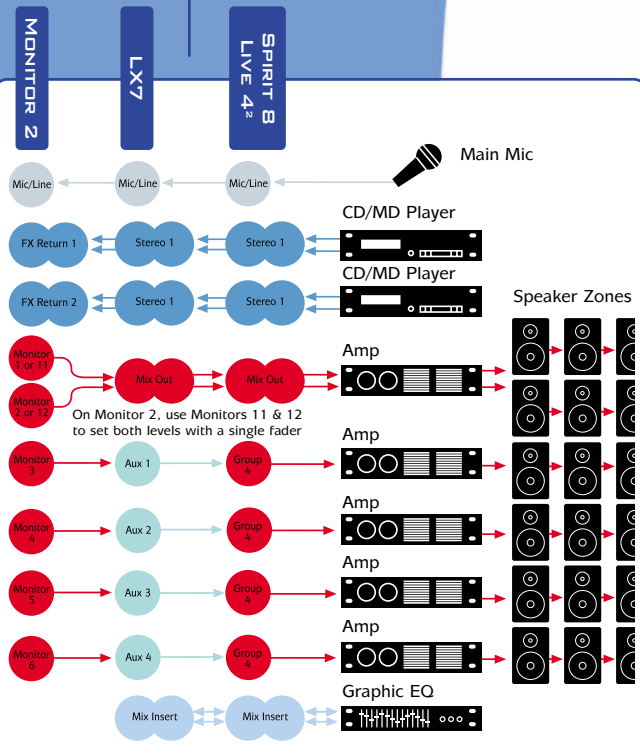 MONITOR 2
LX7
SPIRIT 8
LIVE 4²
Main Mic
Mic/Line
Mic/Line
Mic/Line
CD/MD Player
FX Return 1
Stereo 1
Stereo 1
CD/MD Player
FX Return 2
Stereo 1
Stereo 1
Speaker Zones
Monitor
1 or 11
Monitor
2 or 12
Mix Out
Mix Out
Amp
On Monitor 2, use Monitors 11 & 12
to set both levels with a single fader
Amp
Monitor
3
Aux 1
Group
4
Amp
Monitor
4
Aux 2
Group
4
Amp
Monitor
5
Aux 3
Group
4
Amp
Monitor
6
Aux 4
Group
4
Graphic EQ
Mix Insert
Mix Insert